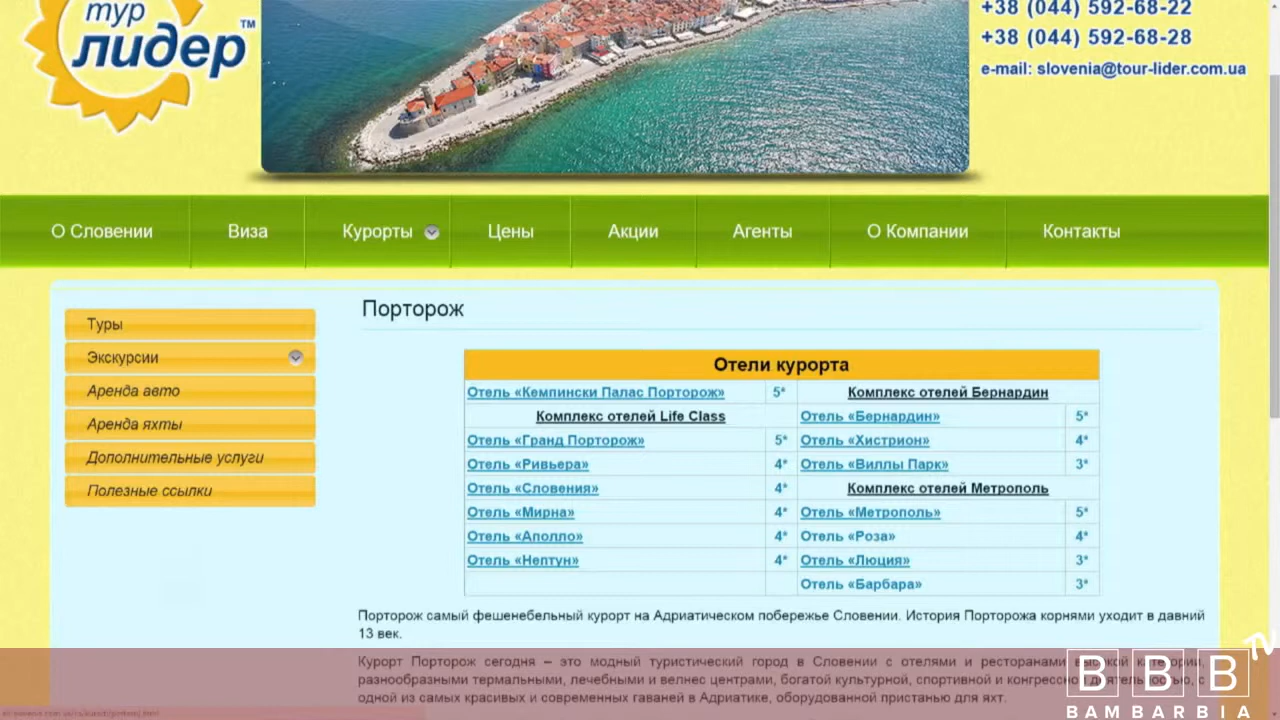 тур
лидер™
+38 (044) 592-68-22
+38 (044) 592-68-28
e-mail: slovenia@tour-lider.com.ua
О Словении
Виза
Курорты
Цены
Акции
Агенты
О Компании
Контакты
Туры
Экскурсии
Аренда авто
Аренда яхты
Дополнительные услуги
Полезные ссылки
Порторож
Отели курорта
Отель «Кемпински Палас Порторож» 5* Комплекс отелей Бернардин
Комплекс отелей Life Class Отель «Бернардин» 5*
Отель «Гранд Порторож» 5* Отель «Хистрион» 4*
Отель «Ривьера» 4* Отель «Виллы Парк» 3*
Отель «Словения» 4* Комплекс отелей Метрополь
Отель «Мирна» 4* Отель «Метрополь» 5*
Отель «Аполло» 4* Отель «Роза» 4*
Отель «Нептун» 4* Отель «Люция» 3*
Отель «Барбара» 3*
Порторож самый фешенебельный курорт на Адриатическом побережье Словении. История Порторожа корнями уходит в давний
13 век.
Курорт Порторож сегодня – это модный туристический город в Словении с отелями и ресторанами высокой категории,
разнообразными термальными, лечебными и велнес центрами, богатой культурной, спортивной и конгрессной деятельностью, с
одной из самых красивых и современных гаваней в Адриатике, оборудованной пристанью для яхт.
BBB TV
BAMBARBIA